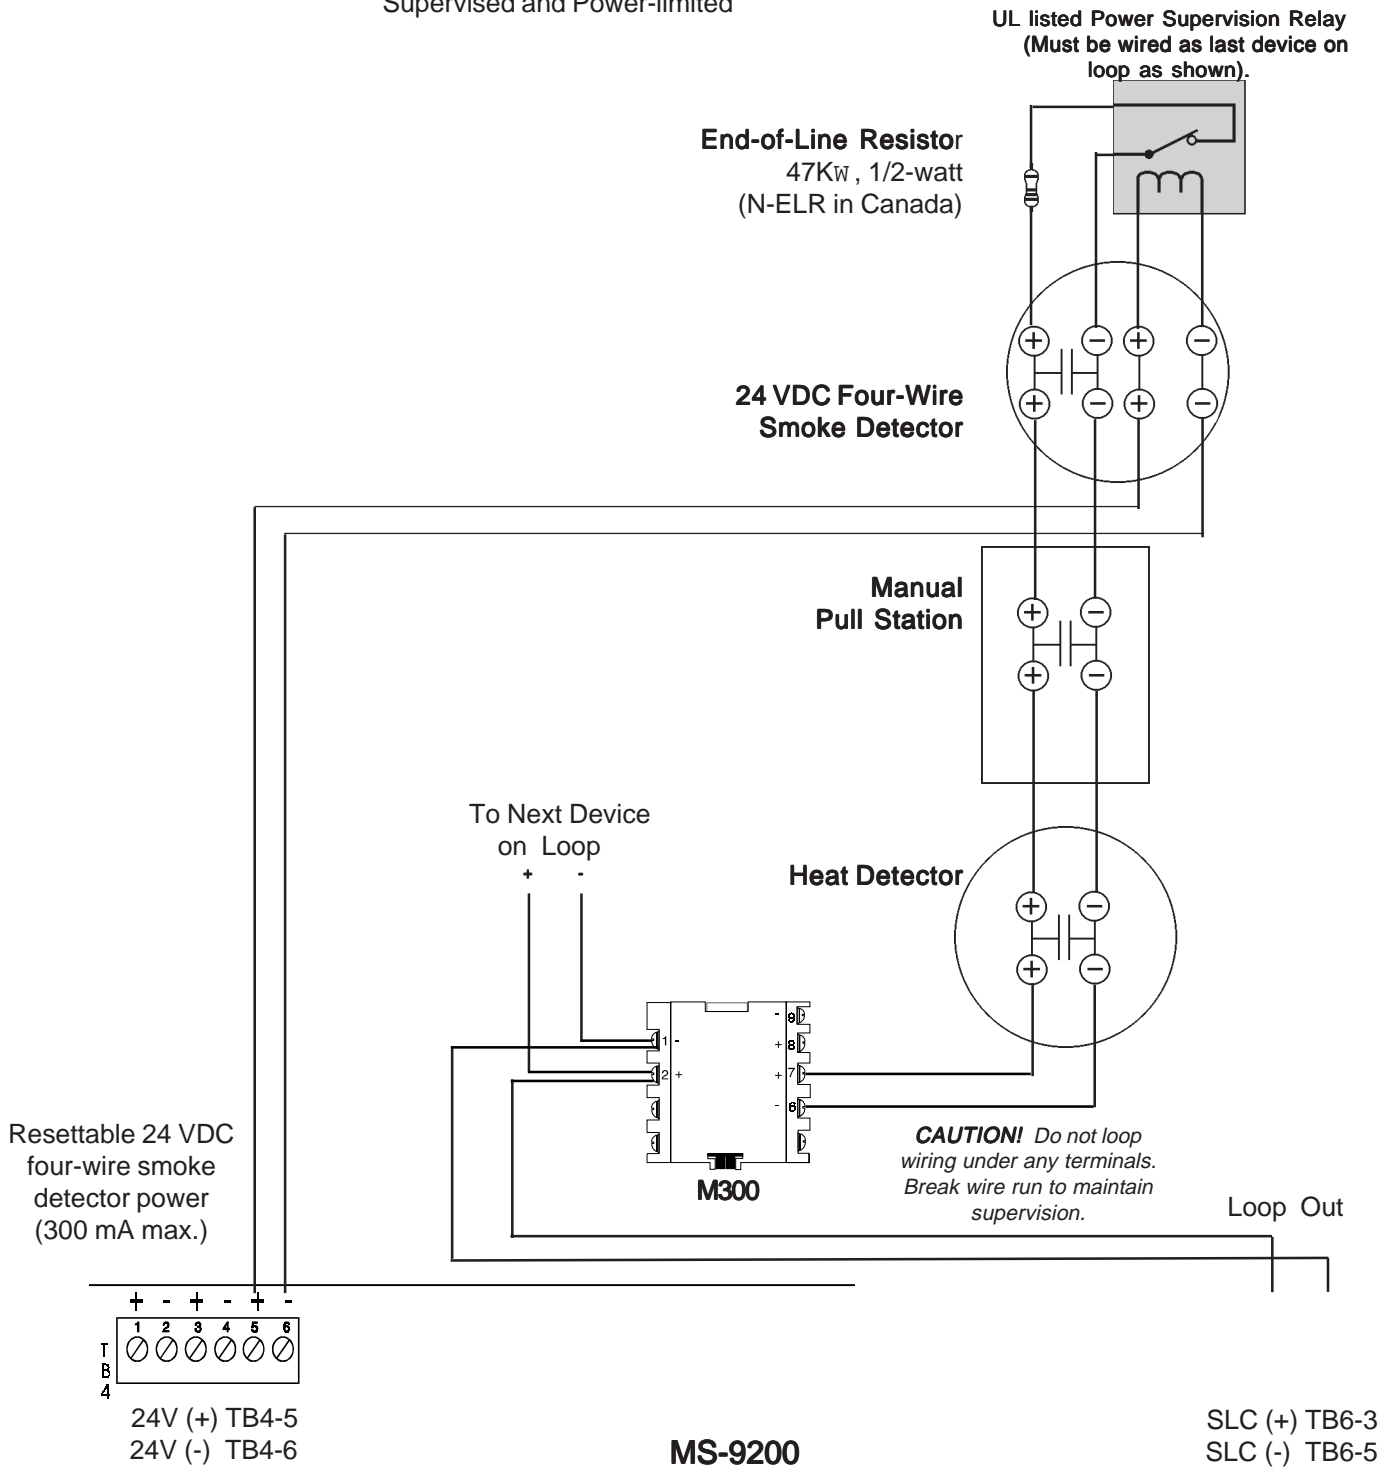 Supervised and Power-limited
UL listed Power Supervision Relay
(Must be wired as last device on
loop as shown).
End-of-Line Resistor
47KW , 1/2-watt
(N-ELR in Canada)
+ - + -
24 VDC Four-Wire
Smoke Detector
+ - + -
Manual
Pull Station
+ -
+ -
To Next Device
on Loop
+ -
Heat Detector
+ -
+ -
- 9
1 -
+ 8
2 +
+ 7
- 6
M300
CAUTION! Do not loop
wiring under any terminals.
Break wire run to maintain
supervision.
Resettable 24 VDC
four-wire smoke
detector power
(300 mA max.)
Loop Out
+ - + - + -
1 2 3 4 5 6
T
B
4
24V (+) TB4-5
24V (-) TB4-6
MS-9200
SLC (+) TB6-3
SLC (-) TB6-5